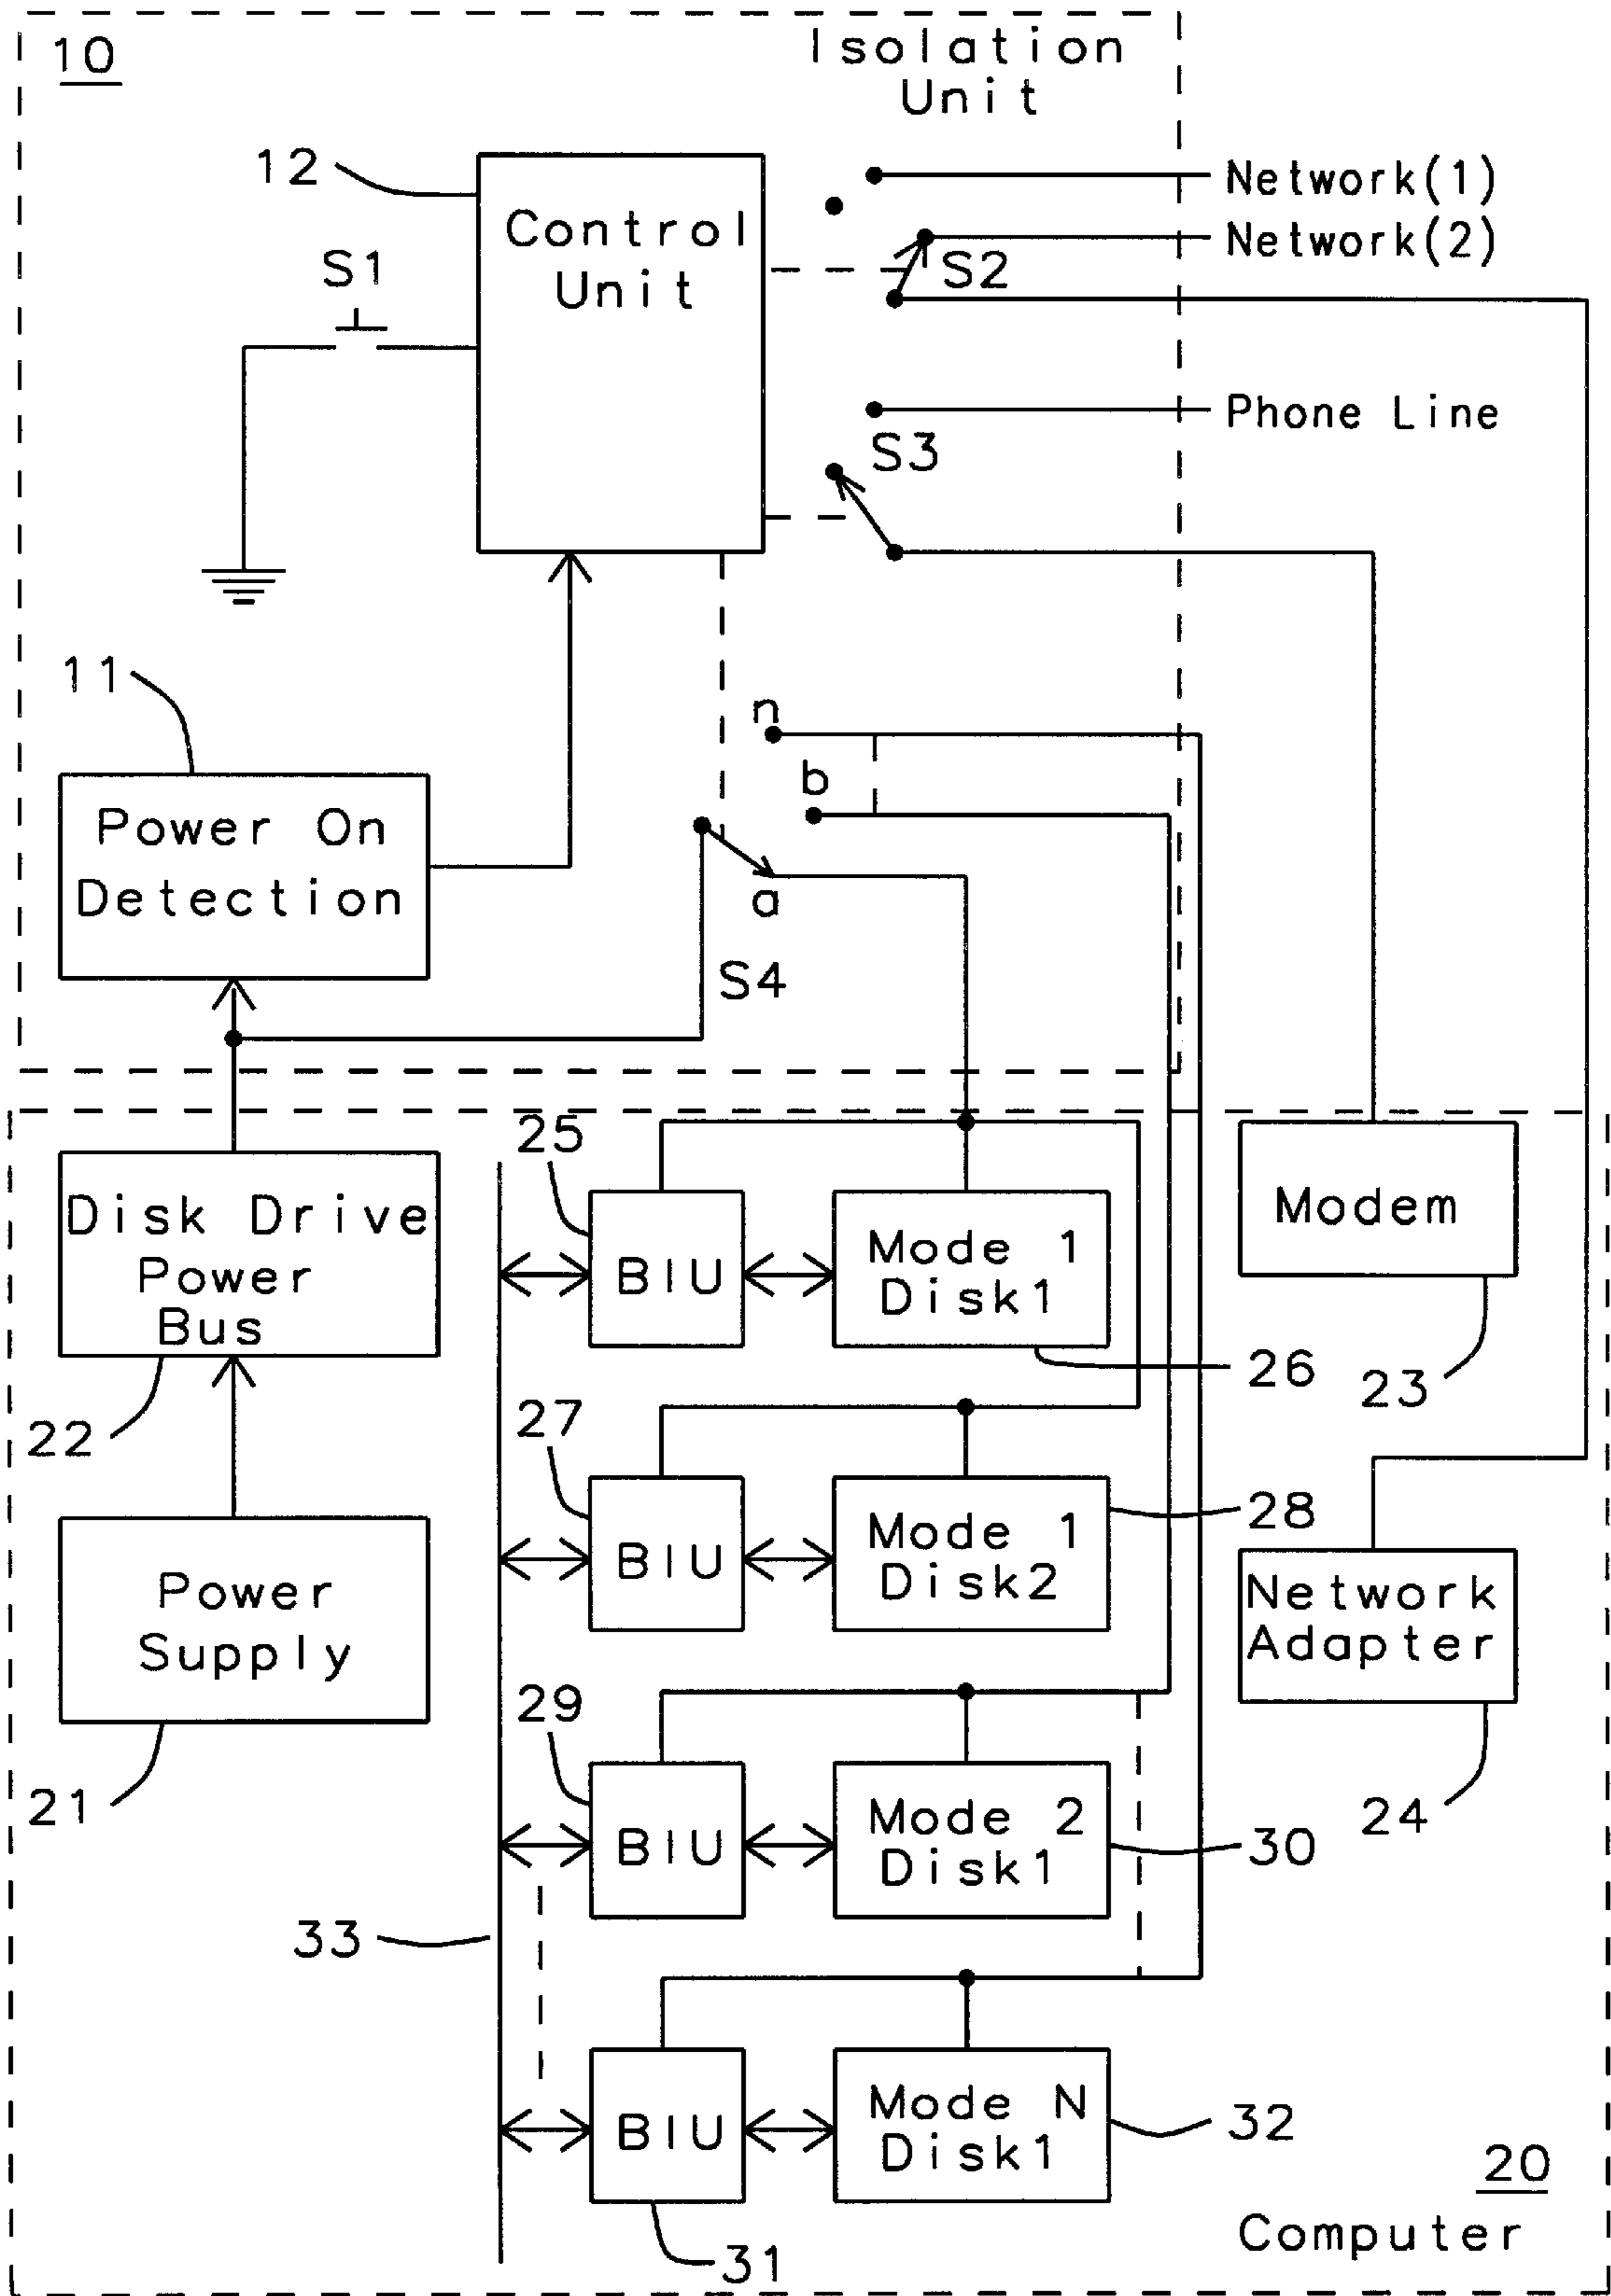 10
Isolation
Unit
12
Control
Unit
S1
Network(1)
Network(2)
S2
Phone Line
S3
11
Power On
Detection
n
b
a
S4
25
Disk Drive
Power
Bus
BIU
Mode 1
Disk1
Modem
26
23
22
27
BIU
Mode 1
Disk2
28
Power
Supply
Network
Adapter
29
21
BIU
Mode 2
Disk1
30
24
33
BIU
Mode N
Disk1
32
31
20
Computer